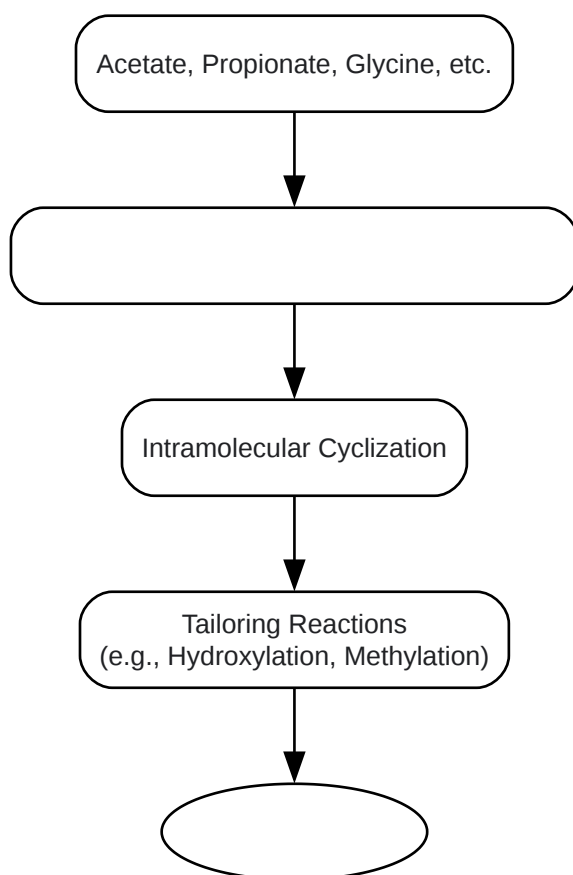 Acetate, Propionate, Glycine, etc.
Intramolecular Cyclization
Tailoring Reactions
(e.g., Hydroxylation, Methylation)